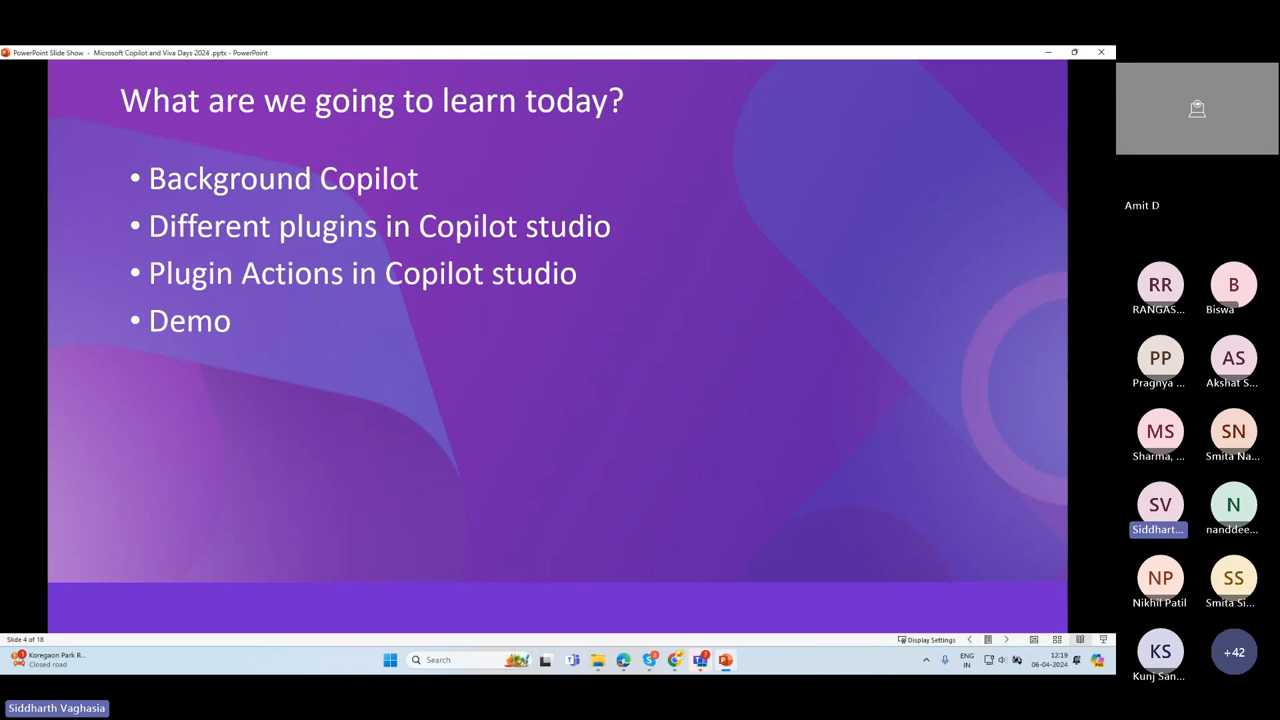 PowerPoint Slide Show - Microsoft Copilot and Viva Days 2024 .pptx - PowerPoint
What are we going to learn today?
• Background Copilot
• Different plugins in Copilot studio
• Plugin Actions in Copilot studio
• Demo
Amit D
RR
B
RANGAS...
Biswa
PP
AS
Pragnya ...
Akshat S...
MS
SN
Sharma, ...
Smita Na...
SV
N
Siddhart...
nanddee...
NP
SS
Nikhil Patil
Smita Si...
KS
+42
Kunj San...
Slide 4 of 18
Display Settings
Koregaon Park R...
Closed road
Search
ENG
IN
12:19
06-04-2024
Siddharth Vaghasia